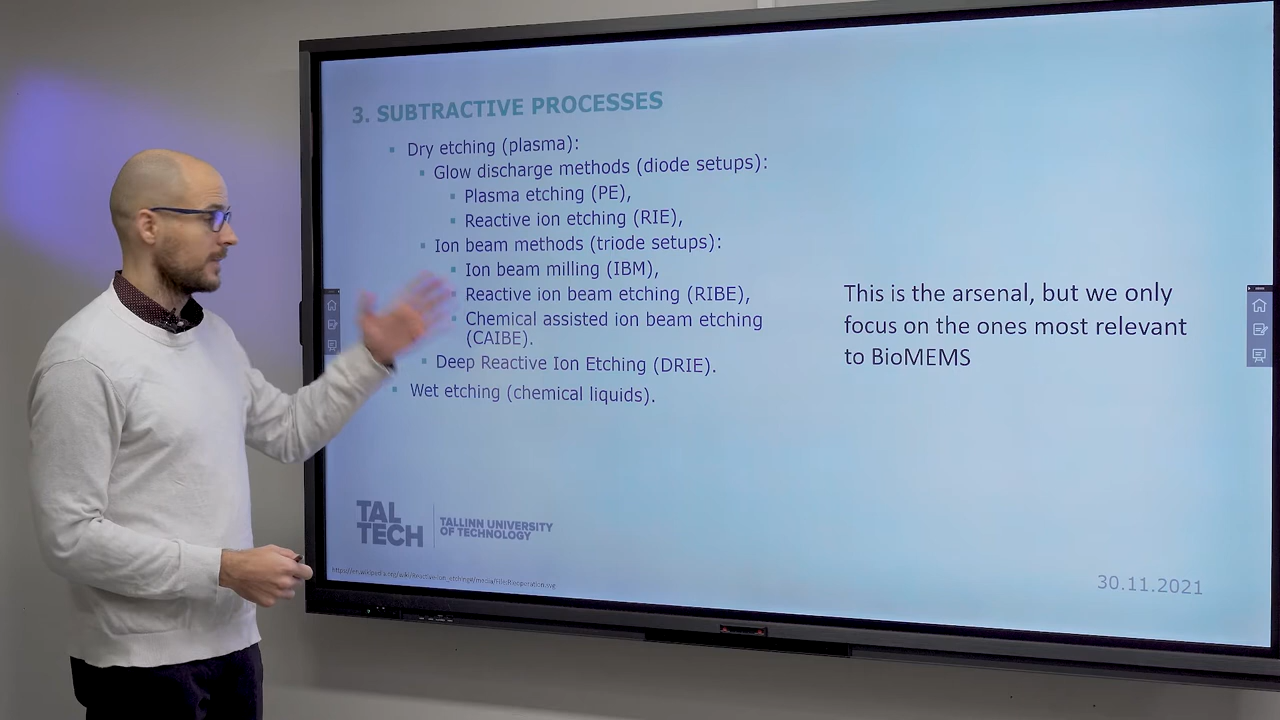 3. SUBTRACTIVE PROCESSES
Dry etching (plasma):
Glow discharge methods (diode setups):
Plasma etching (PE),
Reactive ion etching (RIE),
Ion beam methods (triode setups):
Ion beam milling (IBM),
Reactive ion beam etching (RIBE),
Chemical assisted ion beam etching
(CAIBE).
Deep Reactive Ion Etching (DRIE).
Wet etching (chemical liquids).
This is the arsenal, but we only
focus on the ones most relevant
to BioMEMS
TAL
TECH
TALLINN UNIVERSITY
OF TECHNOLOGY
30.11.2021